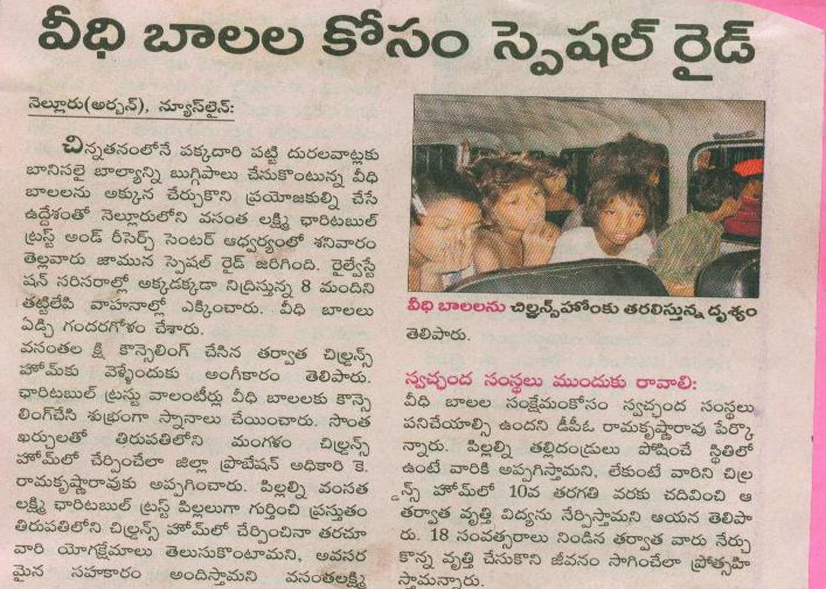 వీధి బాలల కోసం స్పెషల్ రైడ్
నెల్లూరు(అర్బన్), న్యూస్‌లైన్:
చిన్నతనంలోనే పక్కదారి పట్టి దురలవాట్లకు
బానిసలై బాల్యాన్ని బుగ్గిపాలు చేసుకొంటున్న వీధి
బాలలను అక్కున చేర్చుకొని ప్రయోజకుల్ని చేసే
ఉద్దేశంతో నెల్లూరులోని వసంత లక్ష్మి ఛారిటబుల్
ట్రస్ట్ అండ్ రీసెర్చ్ సెంటర్ ఆధ్వర్యంలో శనివారం
తెల్లవారు జామున స్పెషల్ రైడ్ జరిగింది. రైల్వేస్టే
షన్ సరిసరాల్లో అక్కడక్కడా నిద్రిస్తున్న 8 మందిని
తట్టిలేపి వాహనాల్లో ఎక్కించారు. వీధి బాలలు
ఏడ్చి గందరగోళం చేశారు.
వసంతల క్ష్మి కౌన్సెలింగ్ చేసిన తర్వాత చిల్డ్రన్స్
హోమ్‌కు వెళ్ళేందుకు అంగీకారం తెలిపారు.
ఛారిటబుల్ ట్రస్టు వాలంటీర్లు వీధి బాలలకు కౌన్సె
లింగ్‌చేసి శుభ్రంగా స్నానాలు చేయించారు. సొంత
ఖర్చులతో తిరుపతిలోని మంగళం చిల్డ్రన్స్
హోమ్‌లో చేర్పించేలా జిల్లా ప్రొబేషన్ అధికారి కె.
రామకృష్ణారావుకు అప్పగించారు. పిల్లల్ని వంసత
లక్ష్మి ఛారిటబుల్ ట్రస్ట్ పిల్లలుగా గుర్తించి ప్రస్తుతం
తిరుపతిలోని చిల్డ్రన్స్ హోమ్‌లో చేర్పించినా తరచూ
వారి యోగక్షేమాలు తెలుసుకొంటామని, అవసర
మైన సహకారం అందిస్తామని వసంతలక్ష్మి
వీధి బాలలను చిల్డ్రన్స్‌హోంకు తరలిస్తున్న దృశ్యం
తెలిపారు.
స్వచ్ఛంద సంస్థలు ముందుకు రావాలి:
వీధి బాలల సంక్షేమంకోసం స్వచ్ఛంద సంస్థలు
పనిచేయాల్సి ఉందని డీపీఓ రామకృష్ణారావు పేర్కొ
న్నారు. పిల్లల్ని తల్లిదండ్రులు పోషించే స్థితిలో
ఉంటే వారికి అప్పగిస్తామని, లేకుంటే వారిని చిల్ర
డ్న్స్ హోమ్‌లో 10వ తరగతి వరకు చదివించి ఆ
తర్వాత వృత్తి విద్యను నేర్పిస్తామని ఆయన తెలిపా
రు. 18 సంవత్సరాలు నిండిన తర్వాత వారు నేర్చు
కొన్న వృత్తి చేసుకొని జీవనం సాగించేలా ప్రోత్సహి
స్తామన్నారు.